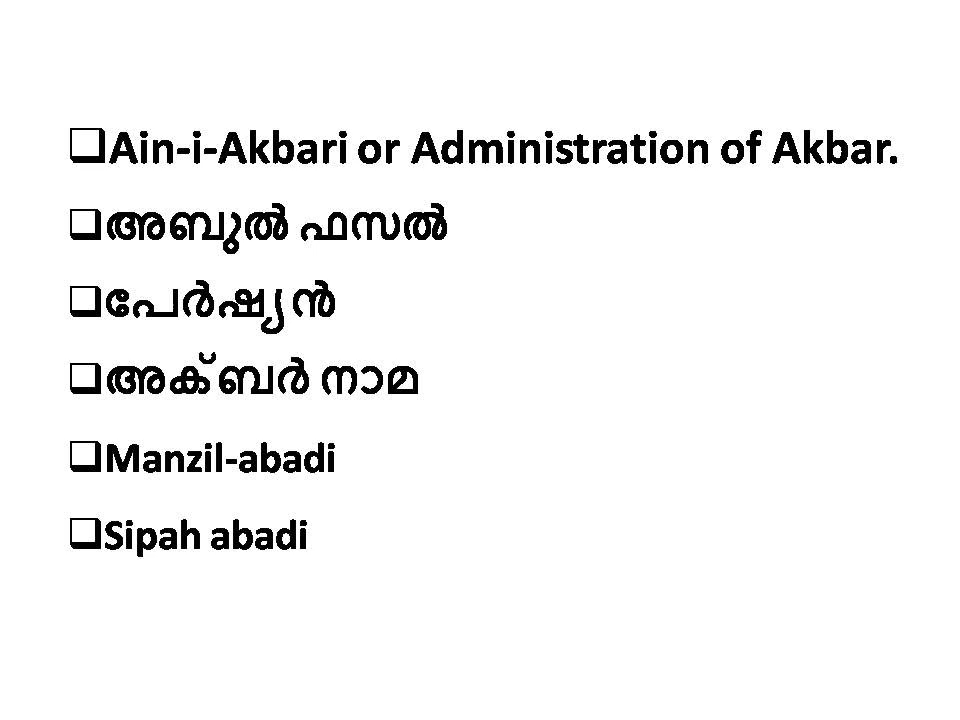 ❑Ain-i-Akbari or Administration of Akbar.
❑അബുൽ ഫസൽ
❑പേർഷ്യൻ
❑അക്ബർ നാമ
❑Manzil-abadi
❑Sipah abadi